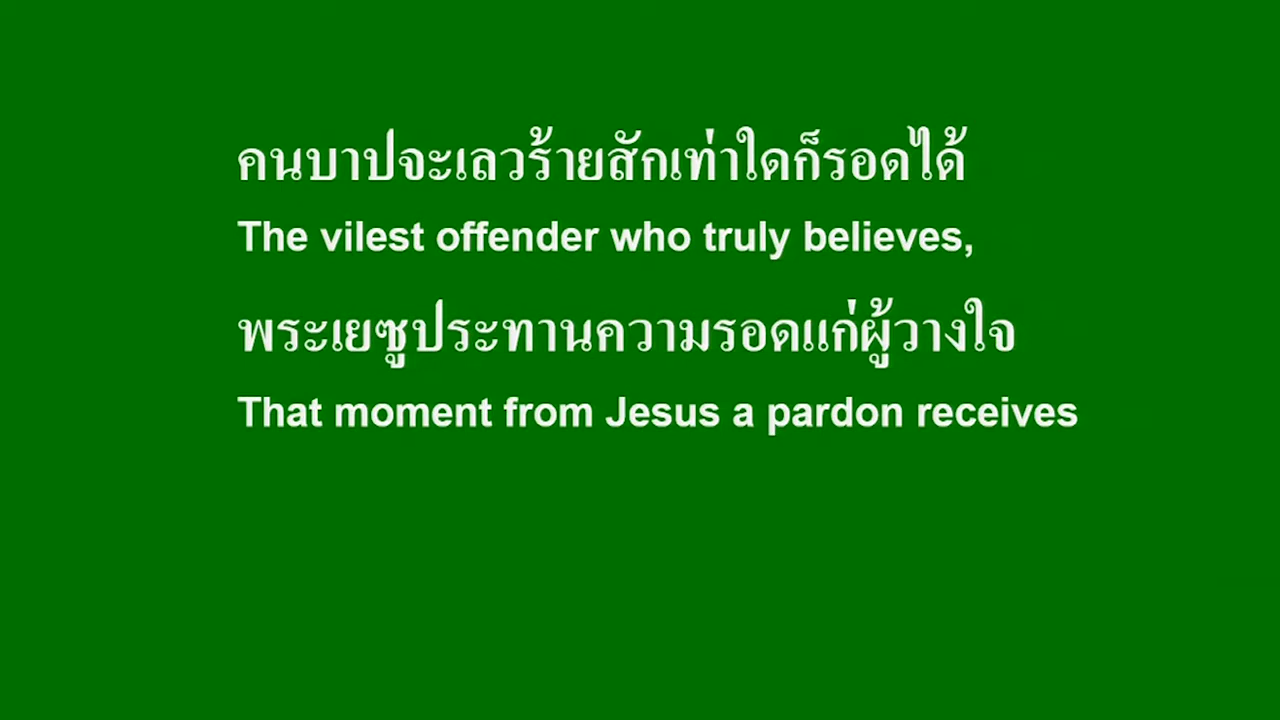 คนบาปจะเลวร้ายสักเท่าใดก็รอดได้
The vilest offender who truly believes,
พระเยซูประทานความรอดแก่ผู้วางใจ
That moment from Jesus a pardon receives